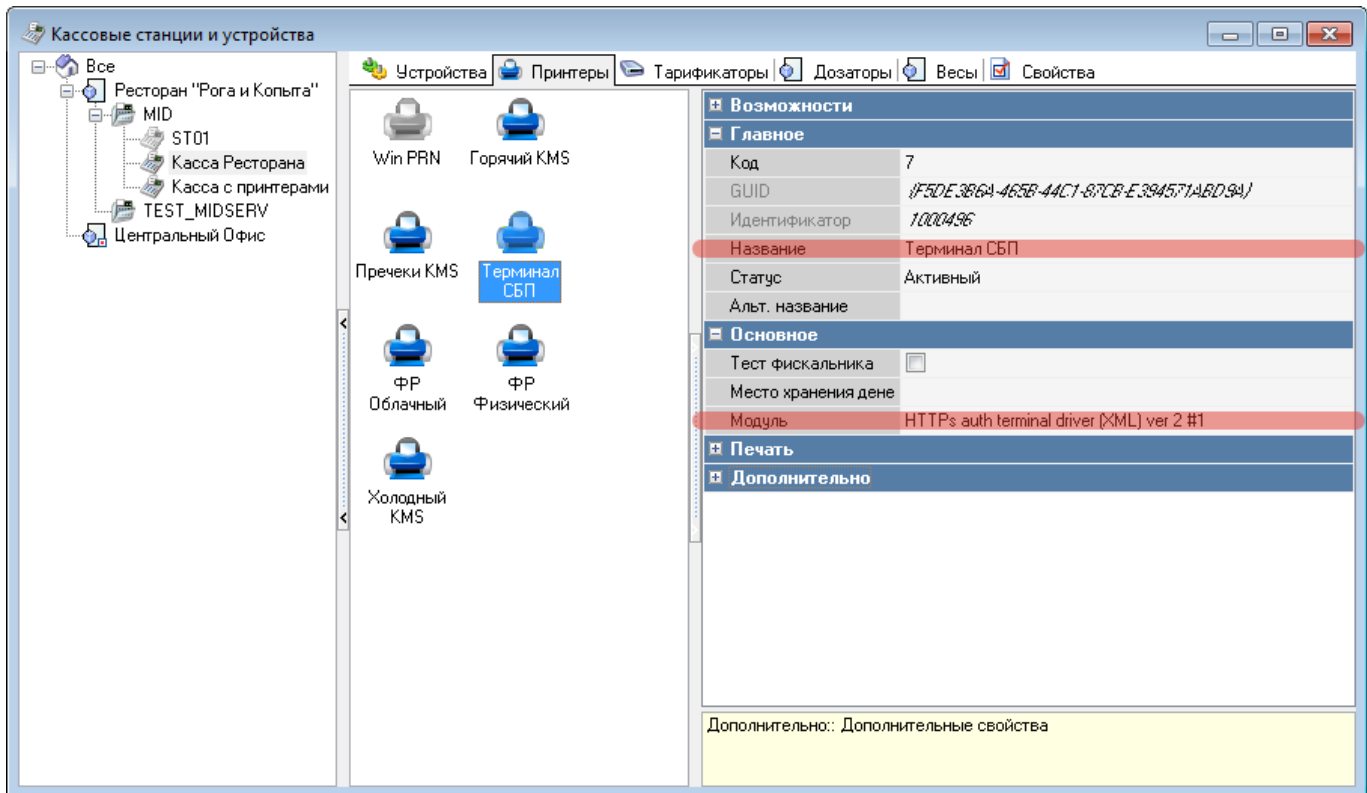 Кассовые станции и устройства
Все
Ресторан "Рога и Копыта"
MID
ST01
Касса Ресторана
Касса с принтерами
TEST_MIDSERV
Центральный Офис
Устройства Принтеры Тарификаторы Дозаторы Весы Свойства
Win PRN Горячий KMS
Пречеки KMS Терминал
СБП
ФР ФР
Облачный Физический
Холодный
KMS
Возможности
Главное
Код 7
GUID {F5DE3B6A-465B-44C1-87CB-E394571ABD9A}
Идентификатор 1000496
Название Терминал СБП
Статус Активный
Альт. название
Основное
Тест фискальника
Место хранения дене
Модуль HTTPs auth terminal driver (XML) ver 2 #1
Печать
Дополнительно
Дополнительно:: Дополнительные свойства